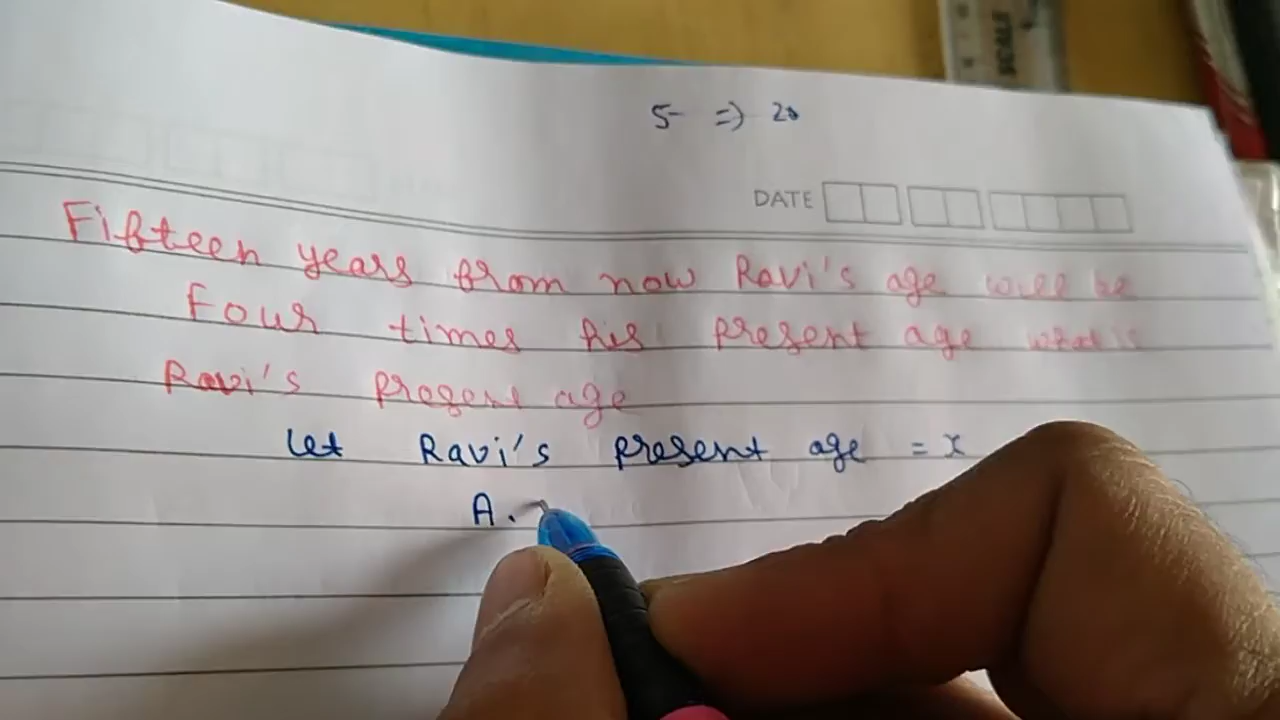 5 => 20
DATE
Fifteen years from now Ravi's age will be
Four times his present age what is
Ravi's present age
Let Ravi's present age = x
A.